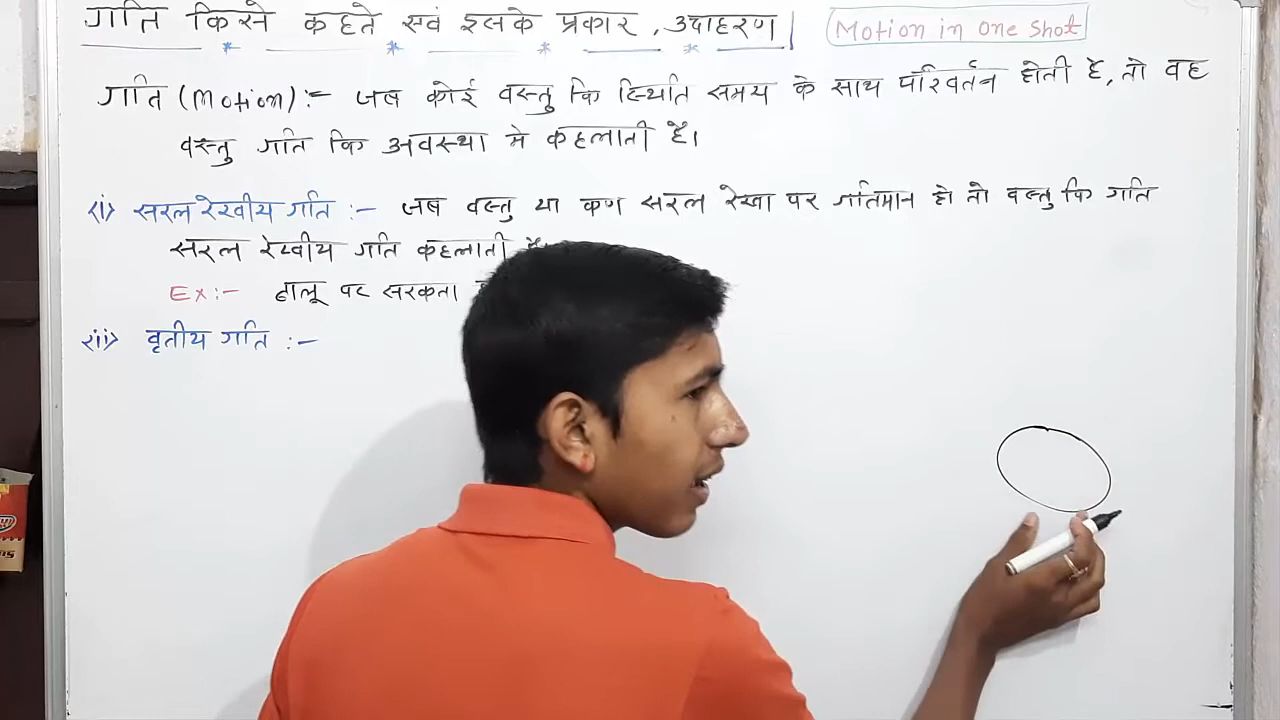 गति किसे कहते एवं इसके प्रकार, उदाहरण
Motion in one shot
गति (Motion) :- जब कोई वस्तु कि स्थिति समय के साथ परिवर्तन होती है, तो वह
वस्तु गति कि अवस्था मे कहलाती है।
(i) सरल रेखीय गति :- जब वस्तु या कण सरल रेखा पर गतिमान हो तो वस्तु कि गति
सरल रेखीय गति कहलाती है
Ex:- ढालू पर सरकता
(ii) वृतीय गति :-